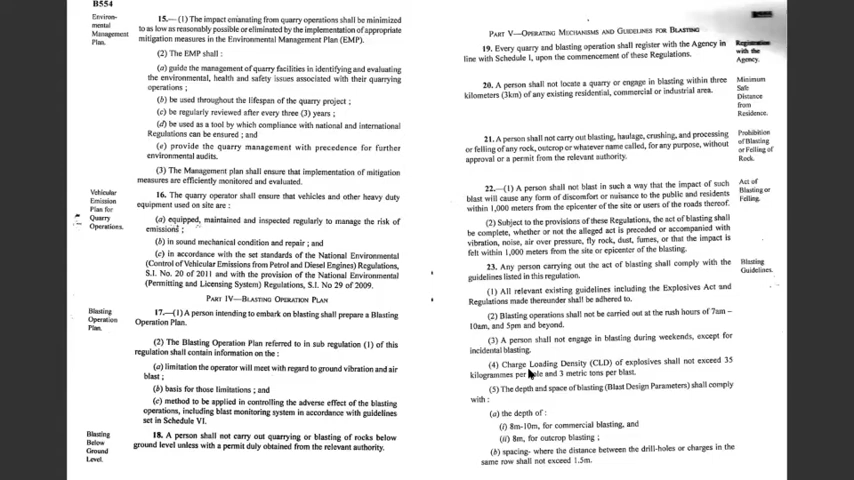 B554
Environ-
mental
Management
Plan.
15.—(1) The impact emanating from quarry operations shall be minimized
to as low as reasonably possible or eliminated by the implementation of appropriate
mitigation measures in the Environmental Management Plan (EMP).
(2) The EMP shall :
(a) guide the management of quarry facilities in identifying and evaluating
the environmental, health and safety issues associated with their quarrying
operations ;
(b) be used throughout the lifespan of the quarry project ;
(c) be regularly reviewed after every three (3) years ;
(d) be used as a tool by which compliance with national and international
Regulations can be ensured ; and
(e) provide the quarry management with precedence for further
environmental audits.
(3) The Management plan shall ensure that implementation of mitigation
measures are efficiently monitored and evaluated.
Vehicular
Emission
Plan for
Quarry
Operations.
16. The quarry operator shall ensure that vehicles and other heavy duty
equipment used on site are :
(a) equipped, maintained and inspected regularly to manage the risk of
emissions ;
(b) in sound mechanical condition and repair ; and
(c) in accordance with the set standards of the National Environmental
(Control of Vehicular Emissions from Petrol and Diesel Engines) Regulations,
S.I. No. 20 of 2011 and with the provision of the National Environmental
(Permitting and Licensing System) Regulations, S.I. No 29 of 2009.
PART IV—BLASTING OPERATION PLAN
Blasting
Operation
Plan.
17.—(1) A person intending to embark on blasting shall prepare a Blasting
Operation Plan.
(2) The Blasting Operation Plan referred to in sub regulation (1) of this
regulation shall contain information on the :
(a) limitation the operator will meet with regard to ground vibration and air
blast ;
(b) basis for those limitations ; and
(c) method to be applied in controlling the adverse effect of the blasting
operations, including blast monitoring system in accordance with guidelines
set in Schedule VI.
Blasting
Below
Ground
Level.
18. A person shall not carry out quarrying or blasting of rocks below
ground level unless with a permit duly obtained from the relevant authority.
PART V—OPERATING MECHANISMS AND GUIDELINES FOR BLASTING
19. Every quarry and blasting operation shall register with the Agency in
line with Schedule I, upon the commencement of these Regulations.
Registration
with the
Agency.
20. A person shall not locate a quarry or engage in blasting within three
kilometers (3km) of any existing residential, commercial or industrial area.
Minimum
Safe
Distance
from
Residence.
21. A person shall not carry out blasting, haulage, crushing, and processing
or felling of any rock, outcrop or whatever name called, for any purpose, without
approval or a permit from the relevant authority.
Prohibition
of Blasting
or Felling of
Rock.
22.—(1) A person shall not blast in such a way that the impact of such
blast will cause any form of discomfort or nuisance to the public and residents
within 1,000 meters from the epicenter of the site or users of the roads thereof.
Act of
Blasting or
Felling.
(2) Subject to the provisions of these Regulations, the act of blasting shall
be complete, whether or not the alleged act is preceded or accompanied with
vibration, noise, air over pressure, fly rock, dust, fumes, or that the impact is
felt within 1,000 meters from the site or epicenter of the blasting.
23. Any person carrying out the act of blasting shall comply with the
guidelines listed in this regulation.
Blasting
Guidelines.
(1) All relevant existing guidelines including the Explosives Act and
Regulations made thereunder shall be adhered to.
(2) Blasting operations shall not be carried out at the rush hours of 7am –
10am, and 5pm and beyond.
(3) A person shall not engage in blasting during weekends, except for
incidental blasting.
(4) Charge Loading Density (CLD) of explosives shall not exceed 35
kilogrammes per hole and 3 metric tons per blast.
(5) The depth and space of blasting (Blast Design Parameters) shall comply
with :
(a) the depth of :
(i) 8m-10m, for commercial blasting, and
(ii) 8m, for outcrop blasting ;
(b) spacing- where the distance between the drill-holes or charges in the
same row shall not exceed 1.5m.